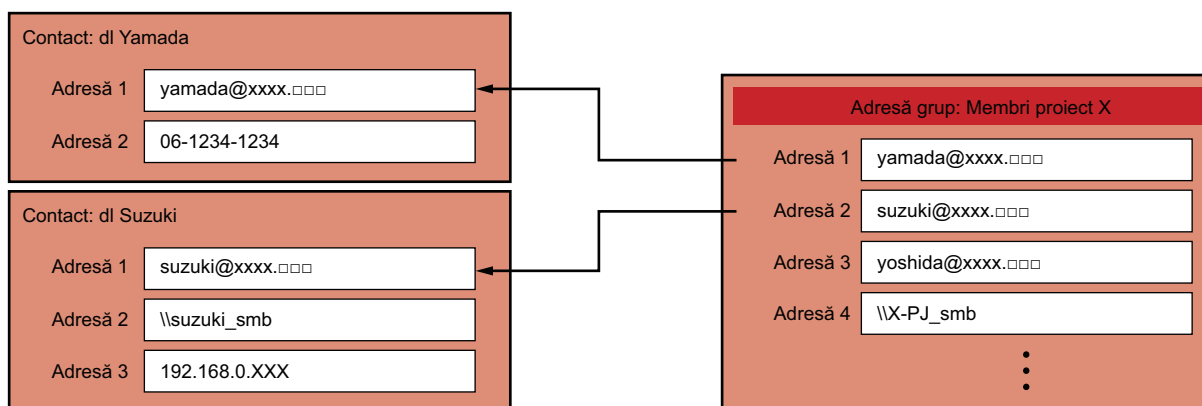 Contact: dl Yamada
Adresă 1 yamada@xxxx.□□□
Adresă 2 06-1234-1234
Contact: dl Suzuki
Adresă 1 suzuki@xxxx.□□□
Adresă 2 \\suzuki_smb
Adresă 3 192.168.0.XXX
Adresă grup: Membri proiect X
Adresă 1 yamada@xxxx.□□□
Adresă 2 suzuki@xxxx.□□□
Adresă 3 yoshida@xxxx.□□□
Adresă 4 \\X-PJ_smb